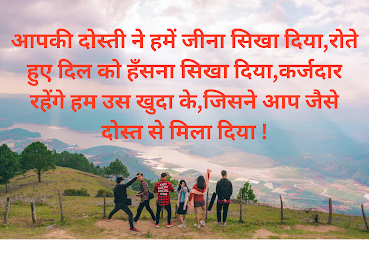 आपकी दोस्ती ने हमें जीना सिखा दिया,रोते
हुए दिल को हँसना सिखा दिया,कर्जदार
रहेंगे हम उस खुदा के,जिसने आप जैसे
दोस्त से मिला दिया !